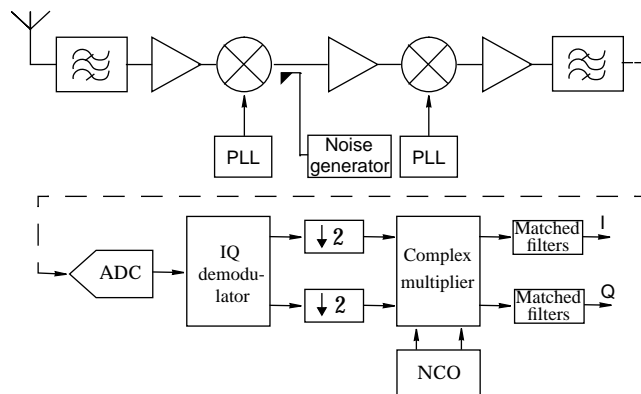 PLL
Noise
generator
PLL
ADC
IQ
demodu-
lator
↓ 2
↓ 2
Complex
multiplier
NCO
Matched
filters
I
Matched
filters
Q